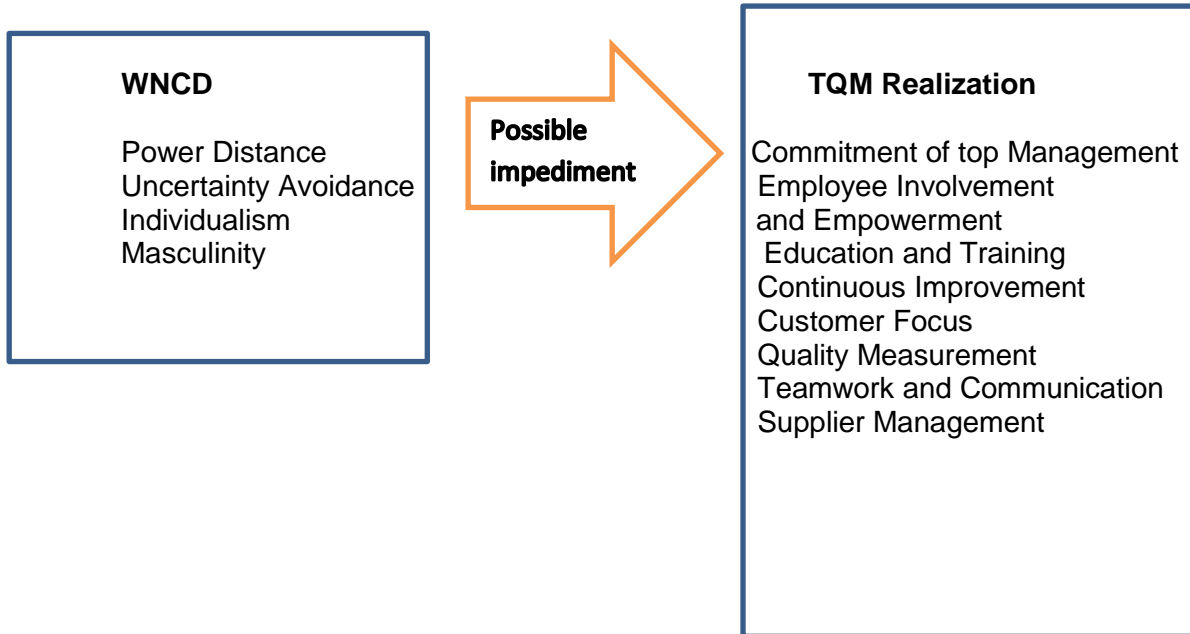 WNCD
Power Distance
Uncertainty Avoidance
Individualism
Masculinity
Possible
impediment
TQM Realization
Commitment of top Management
Employee Involvement
and Empowerment
Education and Training
Continuous Improvement
Customer Focus
Quality Measurement
Teamwork and Communication
Supplier Management